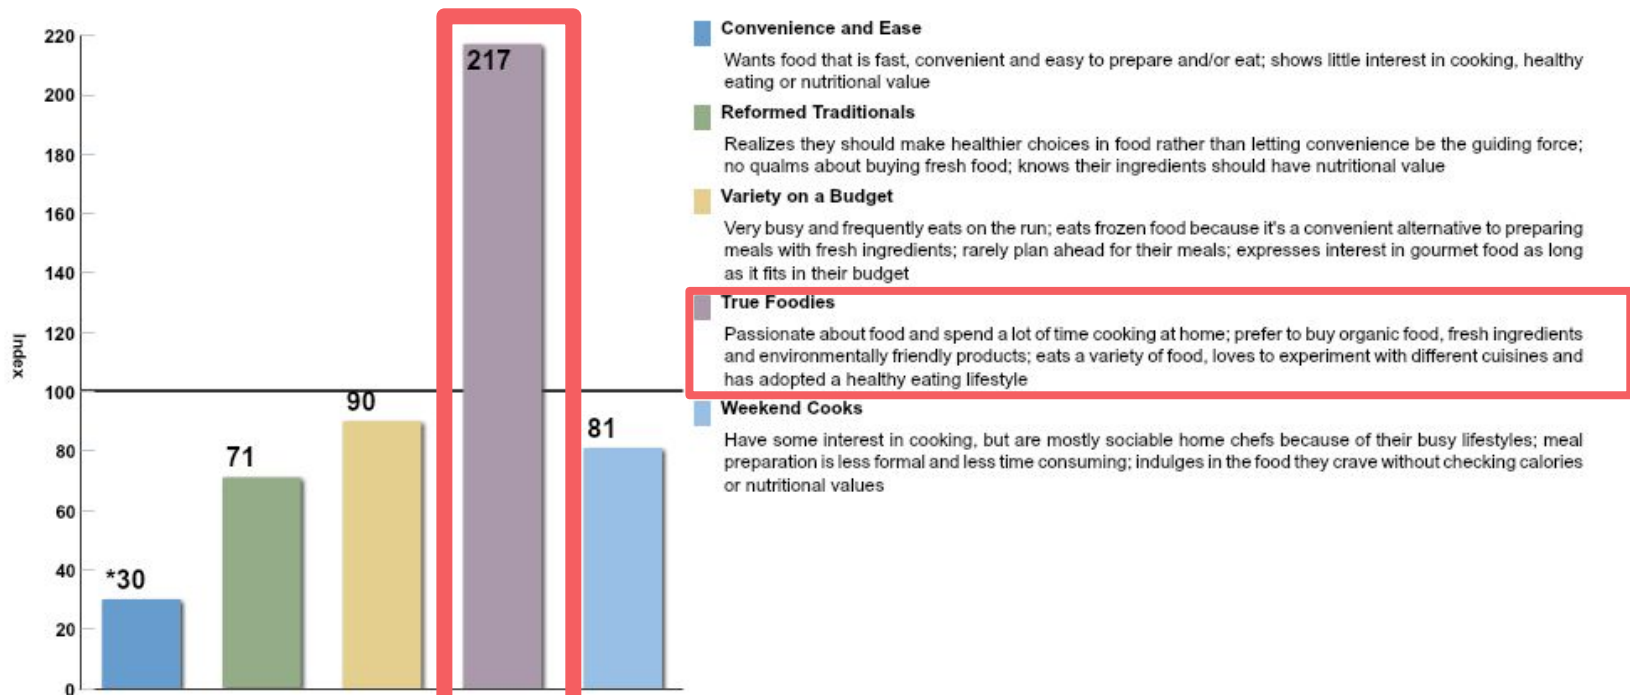 220
200
180
160
140
120
100
80
60
40
20
0
Index
*30
71
90
217
81
Convenience and Ease
Wants food that is fast, convenient and easy to prepare and/or eat; shows little interest in cooking, healthy
eating or nutritional value
Reformed Traditionals
Realizes they should make healthier choices in food rather than letting convenience be the guiding force;
no qualms about buying fresh food; knows their ingredients should have nutritional value
Variety on a Budget
Very busy and frequently eats on the run; eats frozen food because it's a convenient alternative to preparing
meals with fresh ingredients; rarely plan ahead for their meals; expresses interest in gourmet food as long
as it fits in their budget
True Foodies
Passionate about food and spend a lot of time cooking at home; prefer to buy organic food, fresh ingredients
and environmentally friendly products; eats a variety of food, loves to experiment with different cuisines and
has adopted a healthy eating lifestyle
Weekend Cooks
Have some interest in cooking, but are mostly sociable home chefs because of their busy lifestyles; meal
preparation is less formal and less time consuming; indulges in the food they crave without checking calories
or nutritional values